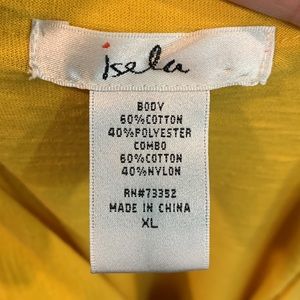 isela
BODY
60%COTTON
40%POLYESTER
COMBO
60%COTTON
40%NYLON
RN#73352
MADE IN CHINA
XL